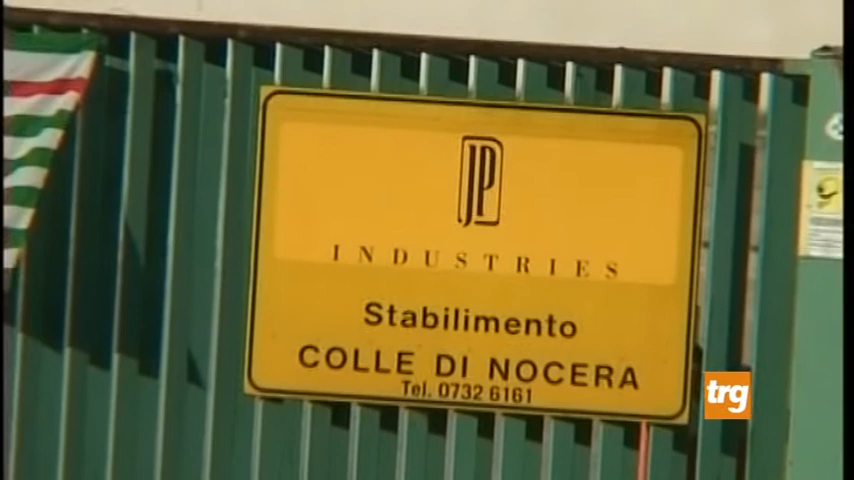 JP
INDUSTRIES
Stabilimento
COLLE DI NOCERA
Tel. 0732 6161
trg